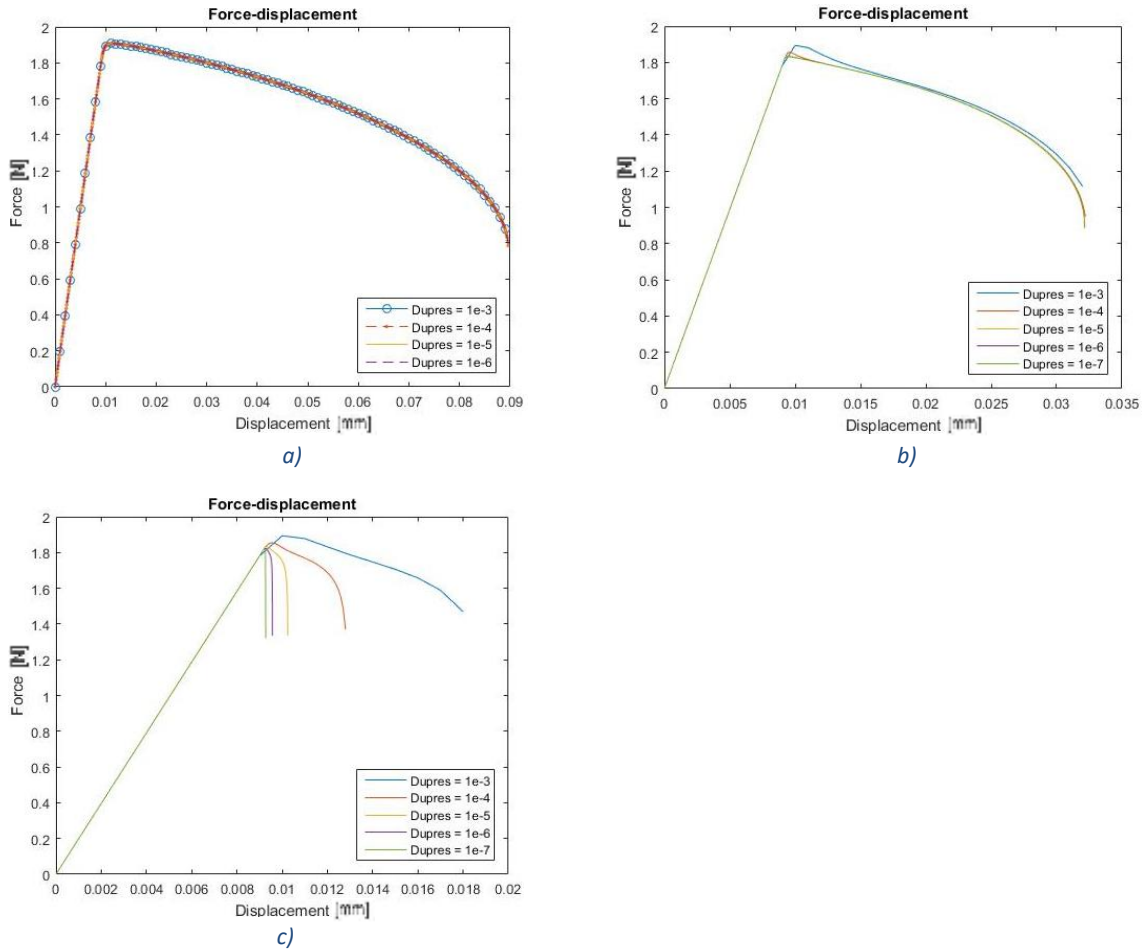 Force-displacement
2
1.8
1.6
1.4
1.2
1
0.8
0.6
0.4
0.2
0
Force [N]
Dupres = 1e-3
Dupres = 1e-4
Dupres = 1e-5
Dupres = 1e-6
0 0.01 0.02 0.03 0.04 0.05 0.06 0.07 0.08 0.09
Displacement [mm]
a)
Force-displacement
2
1.8
1.6
1.4
1.2
1
0.8
0.6
0.4
0.2
0
Force [N]
Dupres = 1e-3
Dupres = 1e-4
Dupres = 1e-5
Dupres = 1e-6
Dupres = 1e-7
0 0.005 0.01 0.015 0.02 0.025 0.03 0.035
Displacement [mm]
b)
Force-displacement
2
1.8
1.6
1.4
1.2
1
0.8
0.6
0.4
0.2
0
Force [N]
Dupres = 1e-3
Dupres = 1e-4
Dupres = 1e-5
Dupres = 1e-6
Dupres = 1e-7
0 0.002 0.004 0.006 0.008 0.01 0.012 0.014 0.016 0.018 0.02
Displacement [mm]
c)